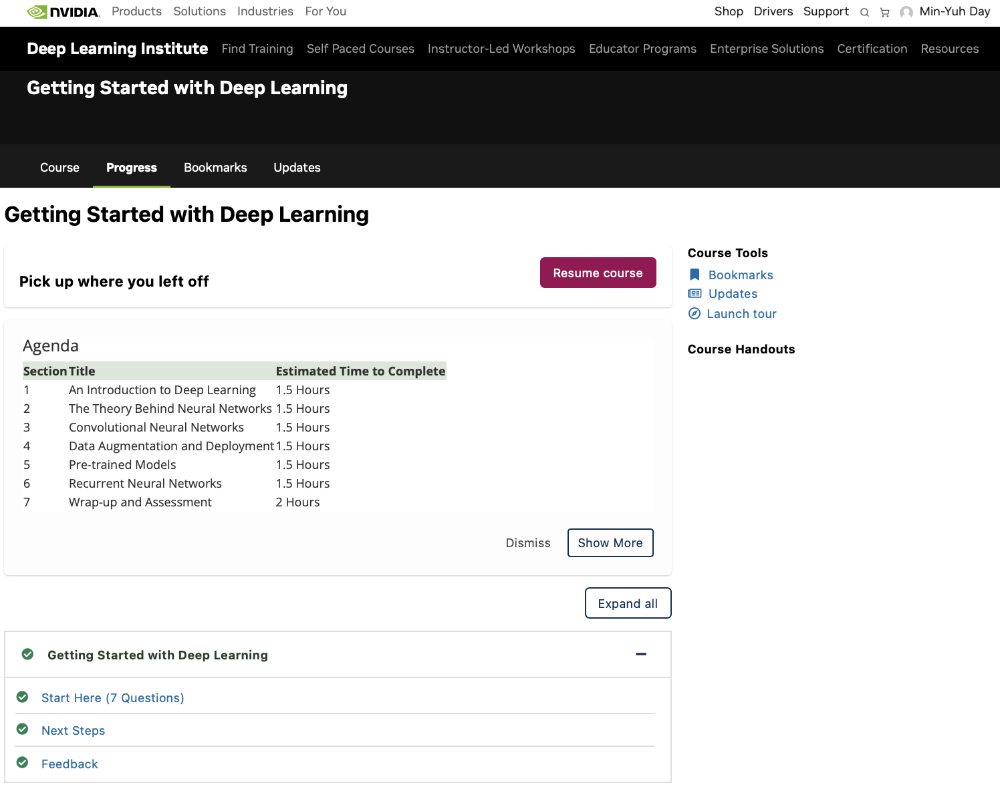 NVIDIA. Products Solutions Industries For You Shop Drivers Support Min-Yuh Day
Deep Learning Institute Find Training Self Paced Courses Instructor-Led Workshops Educator Programs Enterprise Solutions Certification Resources
Getting Started with Deep Learning
Course Progress Bookmarks Updates
Getting Started with Deep Learning
Pick up where you left off
Resume course
Agenda
Section Title Estimated Time to Complete
1 An Introduction to Deep Learning 1.5 Hours
2 The Theory Behind Neural Networks 1.5 Hours
3 Convolutional Neural Networks 1.5 Hours
4 Data Augmentation and Deployment 1.5 Hours
5 Pre-trained Models 1.5 Hours
6 Recurrent Neural Networks 1.5 Hours
7 Wrap-up and Assessment 2 Hours
Dismiss Show More
Expand all
Getting Started with Deep Learning
Start Here (7 Questions)
Next Steps
Feedback
Course Tools
Bookmarks
Updates
Launch tour
Course Handouts